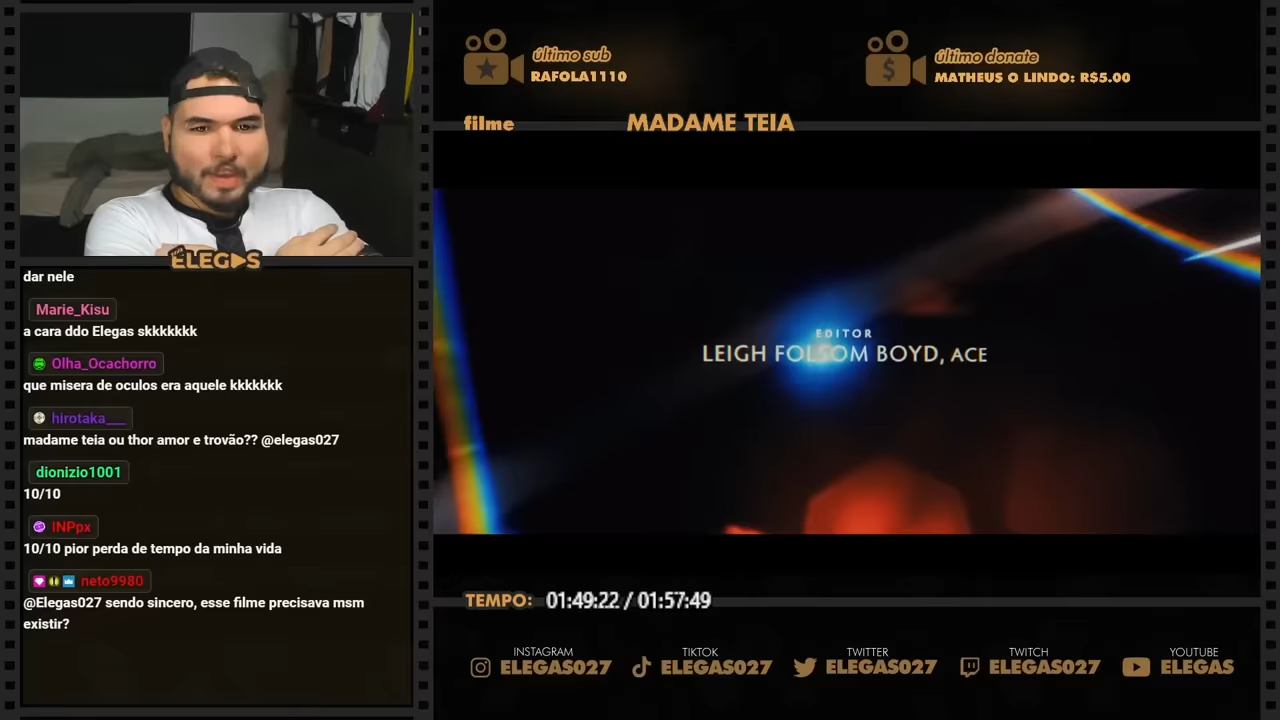 último sub
RAFOLA1110
último donate
MATHEUS O LINDO: R$5.00
filme
MADAME TEIA
ELEGAS
dar nele
Marie_Kisu
a cara ddo Elegas skkkkkkk
Olha_Ocachorro
que misera de oculos era aquele kkkkkkk
hirotaka___
madame teia ou thor amor e trovão?? @elegas027
dionizio1001
10/10
INPpx
10/10 pior perda de tempo da minha vida
neto9980
@Elegas027 sendo sincero, esse filme precisava msm
existir?
EDITOR
LEIGH FOLSOM BOYD, ACE
TEMPO: 01:49:22 / 01:57:49
INSTAGRAM
ELEGAS027
TIKTOK
ELEGAS027
TWITTER
ELEGAS027
TWITCH
ELEGAS027
YOUTUBE
ELEGAS